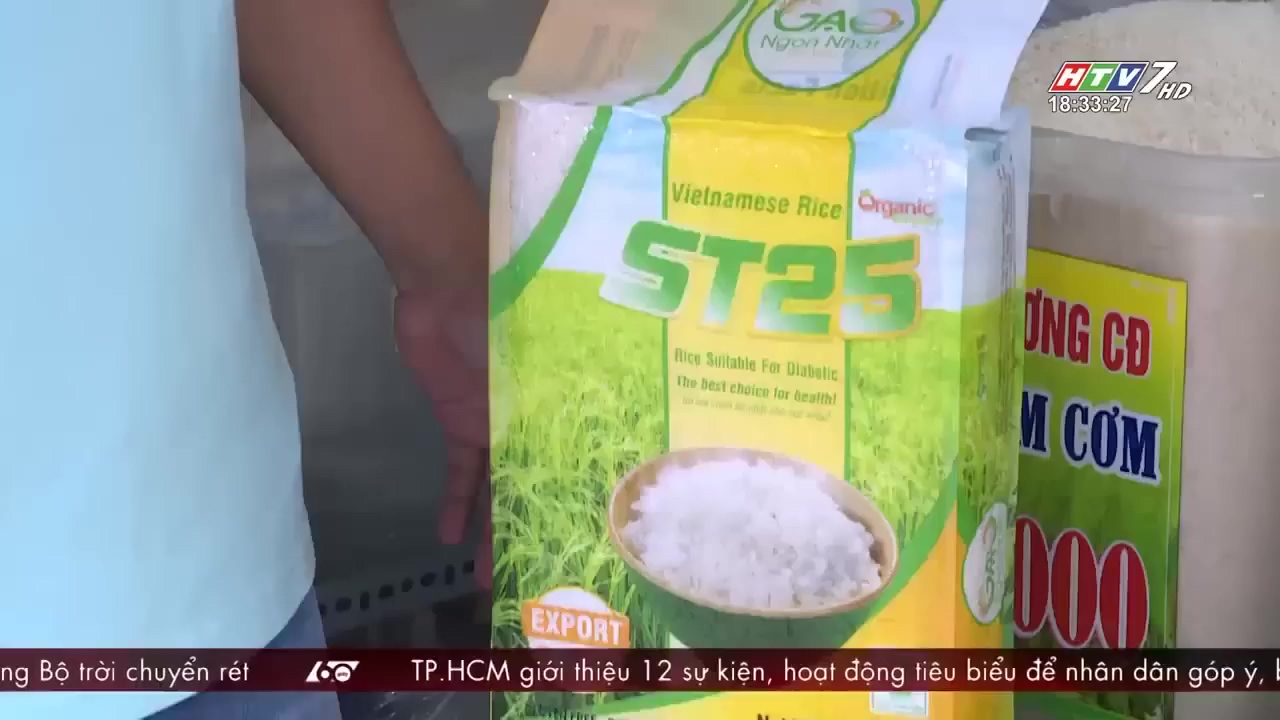 GẠO
Ngon Nhất
HTV7
HD
18:33:27
Vietnamese Rice
Organic
ST25
Rice Suitable For Diabetic
The best choice for health!
ƠNG CĐ
M CƠM
000
GẠO
EXPORT
ng Bộ trời chuyển rét
TP.HCM giới thiệu 12 sự kiện, hoạt động tiêu biểu để nhân dân góp ý, b